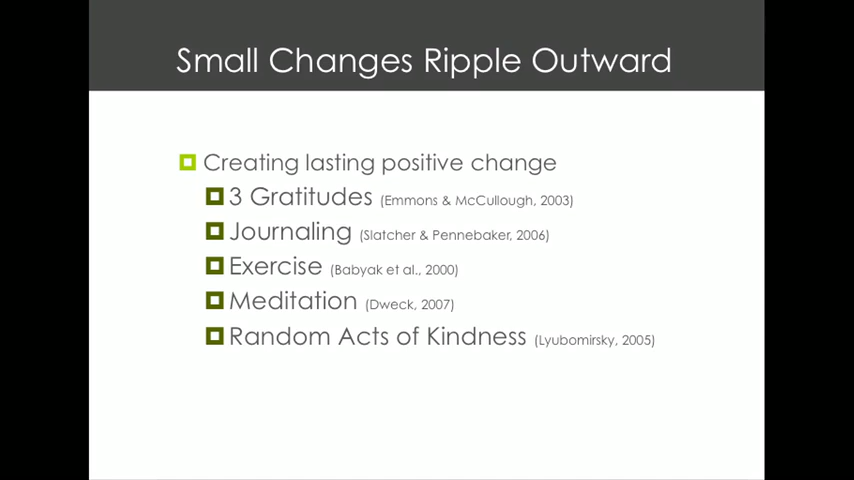 Small Changes Ripple Outward
Creating lasting positive change
3 Gratitudes (Emmons & McCullough, 2003)
Journaling (Slatcher & Pennebaker, 2006)
Exercise (Babyak et al., 2000)
Meditation (Dweck, 2007)
Random Acts of Kindness (Lyubomirsky, 2005)